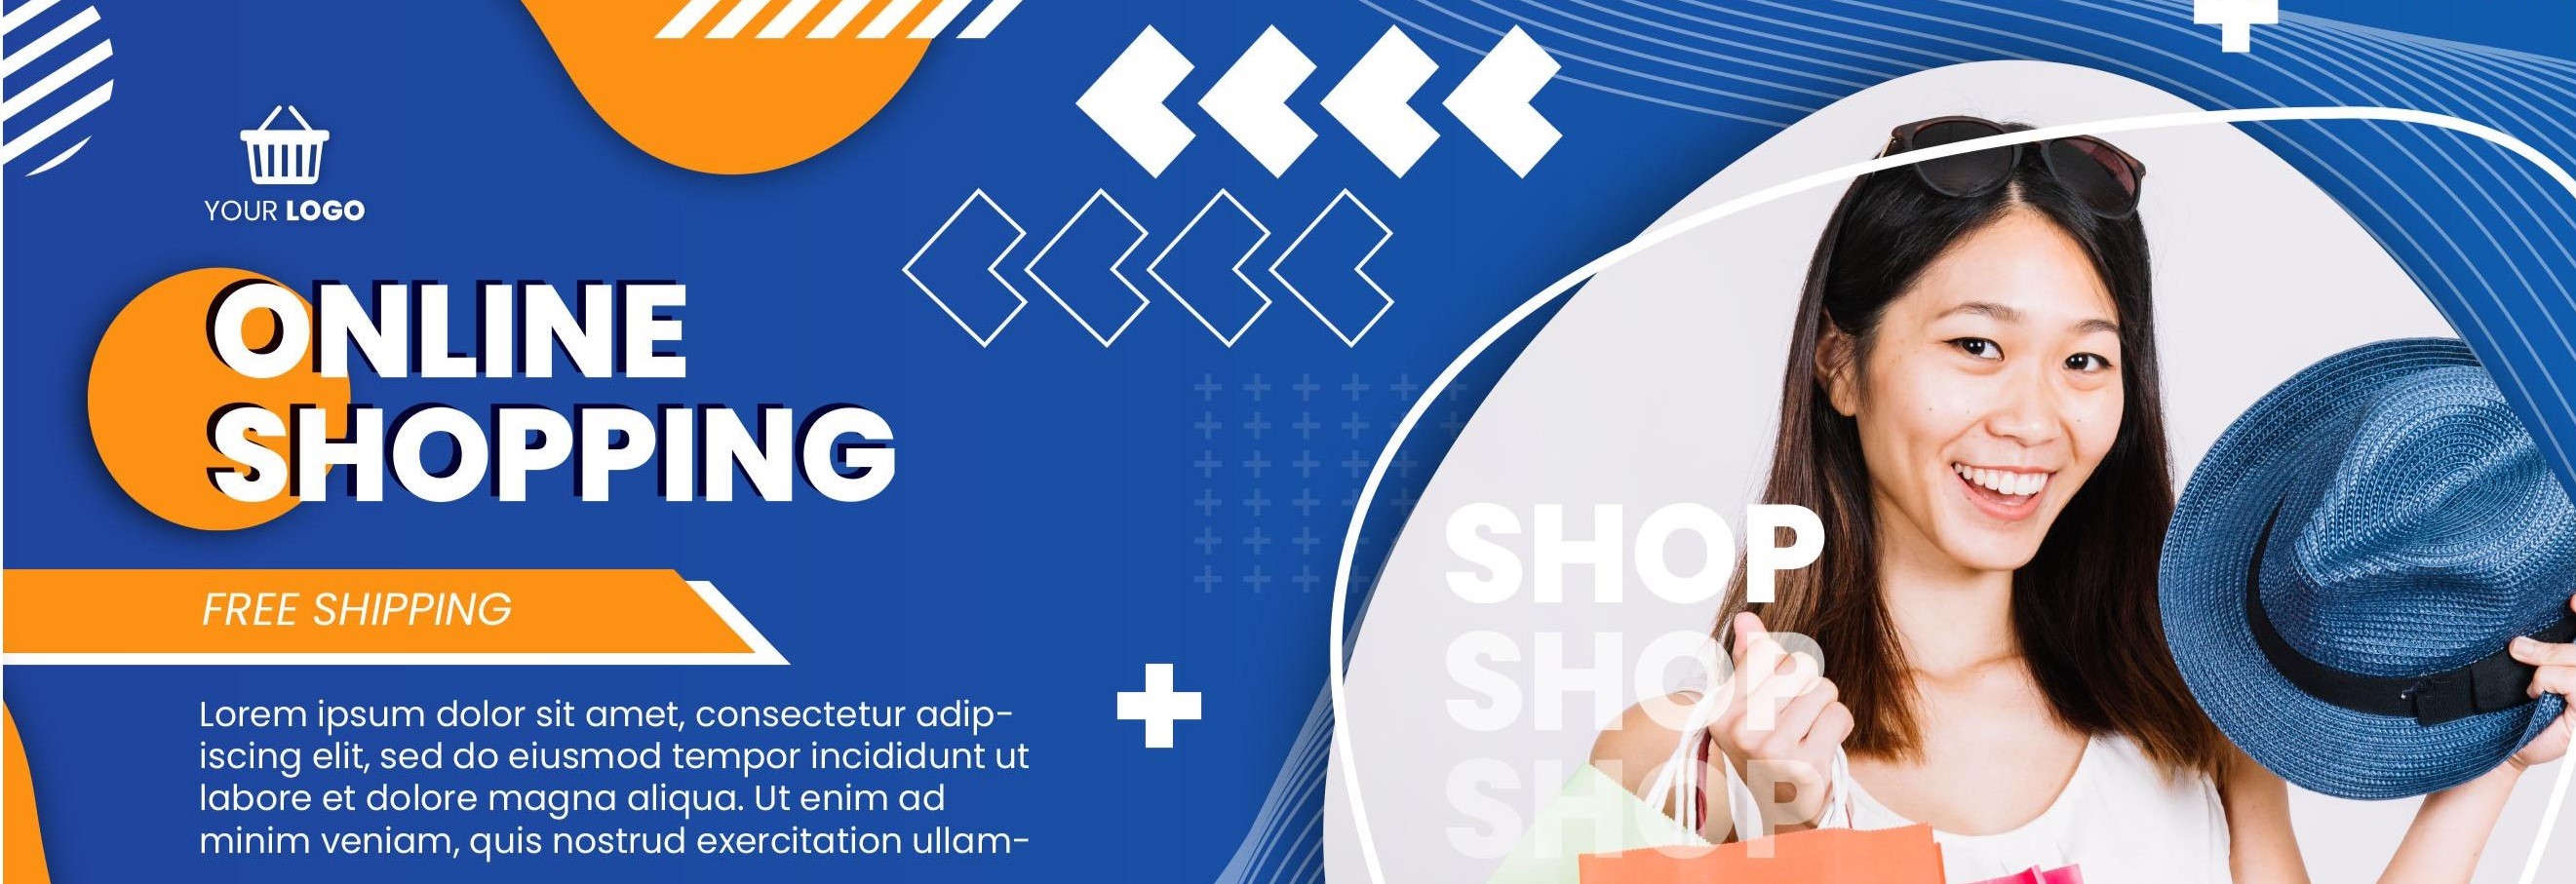 YOUR LOGO
ONLINE
SHOPPING
FREE SHIPPING
Lorem ipsum dolor sit amet, consectetur adip-
iscing elit, sed do eiusmod tempor incididunt ut
labore et dolore magna aliqua. Ut enim ad
minim veniam, quis nostrud exercitation ullam-
SHOP
SHOP
SHOP